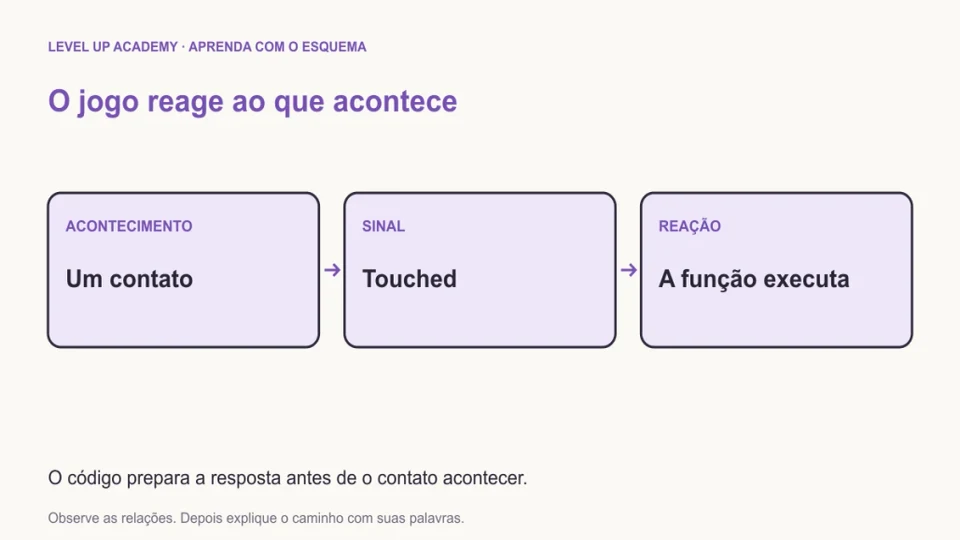 LEVEL UP ACADEMY · APRENDA COM O ESQUEMA
O jogo reage ao que acontece
ACONTECIMENTO
Um contato
→
SINAL
Touched
→
REAÇÃO
A função executa
O código prepara a resposta antes de o contato acontecer.
Observe as relações. Depois explique o caminho com suas palavras.